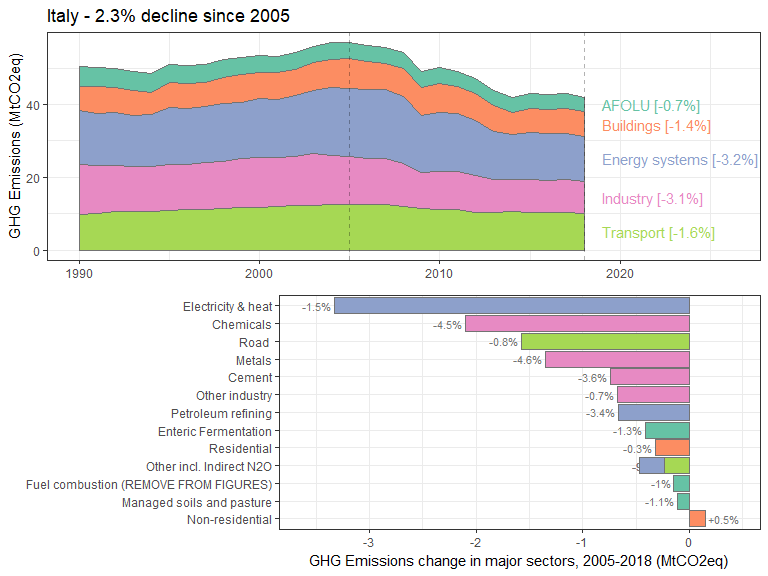 Italy - 2.3% decline since 2005
GHG Emissions (MtCO2eq)
40
20
0
AFOLU [-0.7%]
Buildings [-1.4%]
Energy systems [-3.2%]
Industry [-3.1%]
Transport [-1.6%]
1990 2000 2010 2020
Electricity & heat -1.5%
Chemicals -4.5%
Road -0.8%
Metals -4.6%
Cement -3.6%
Other industry -0.7%
Petroleum refining -3.4%
Enteric Fermentation -1.3%
Residential -0.3%
Other incl. Indirect N2O
Fuel combustion (REMOVE FROM FIGURES) -1%
Managed soils and pasture -1.1%
Non-residential +0.5%
-3 -2 -1 0
GHG Emissions change in major sectors, 2005-2018 (MtCO2eq)